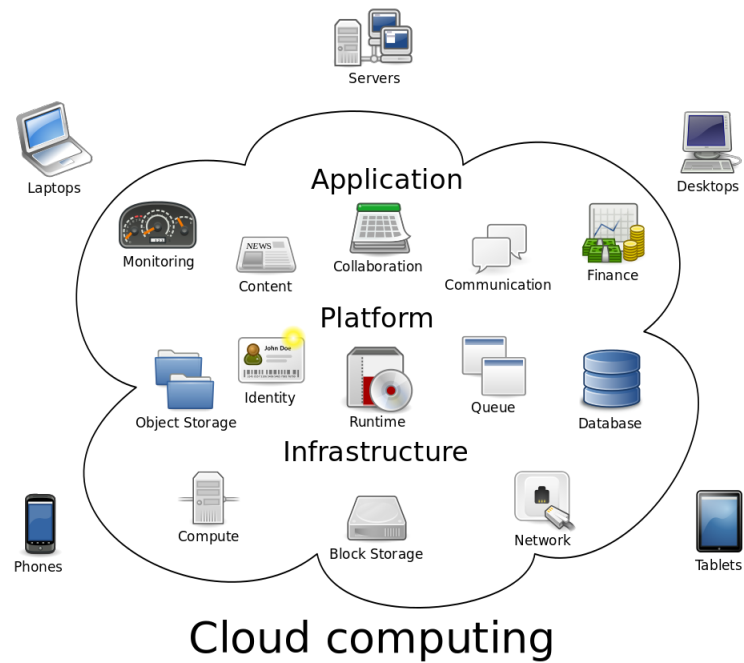 Servers
Laptops
Desktops
Application
Monitoring
NEWS
Content
Collaboration
Communication
Finance
Platform
John Doe
Object Storage
Identity
Runtime
Queue
Database
Infrastructure
Compute
Block Storage
Network
Phones
Tablets
Cloud computing